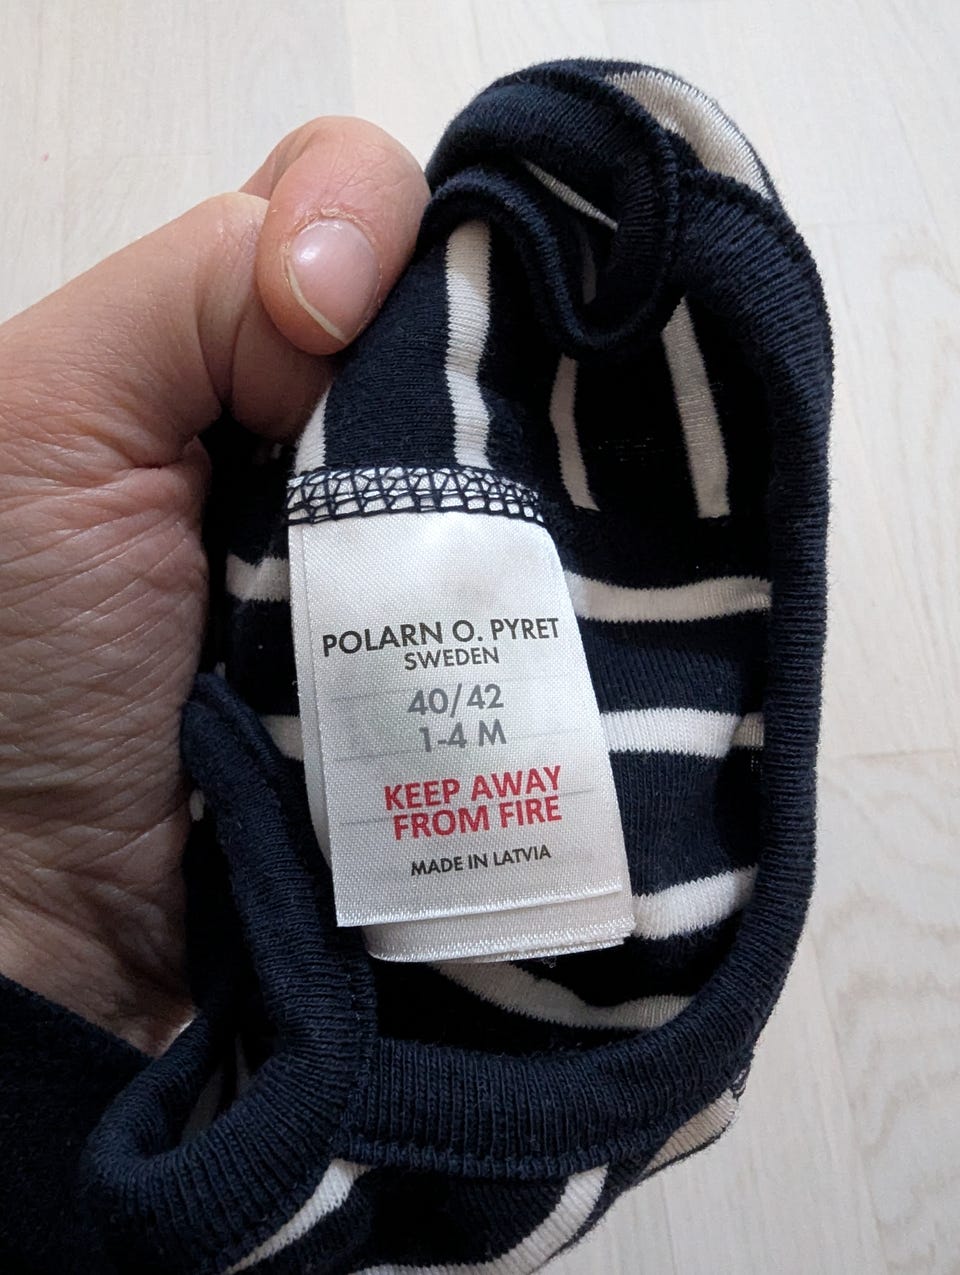 POLARN O. PYRET
SWEDEN
40/42
1-4 M
KEEP AWAY
FROM FIRE
MADE IN LATVIA